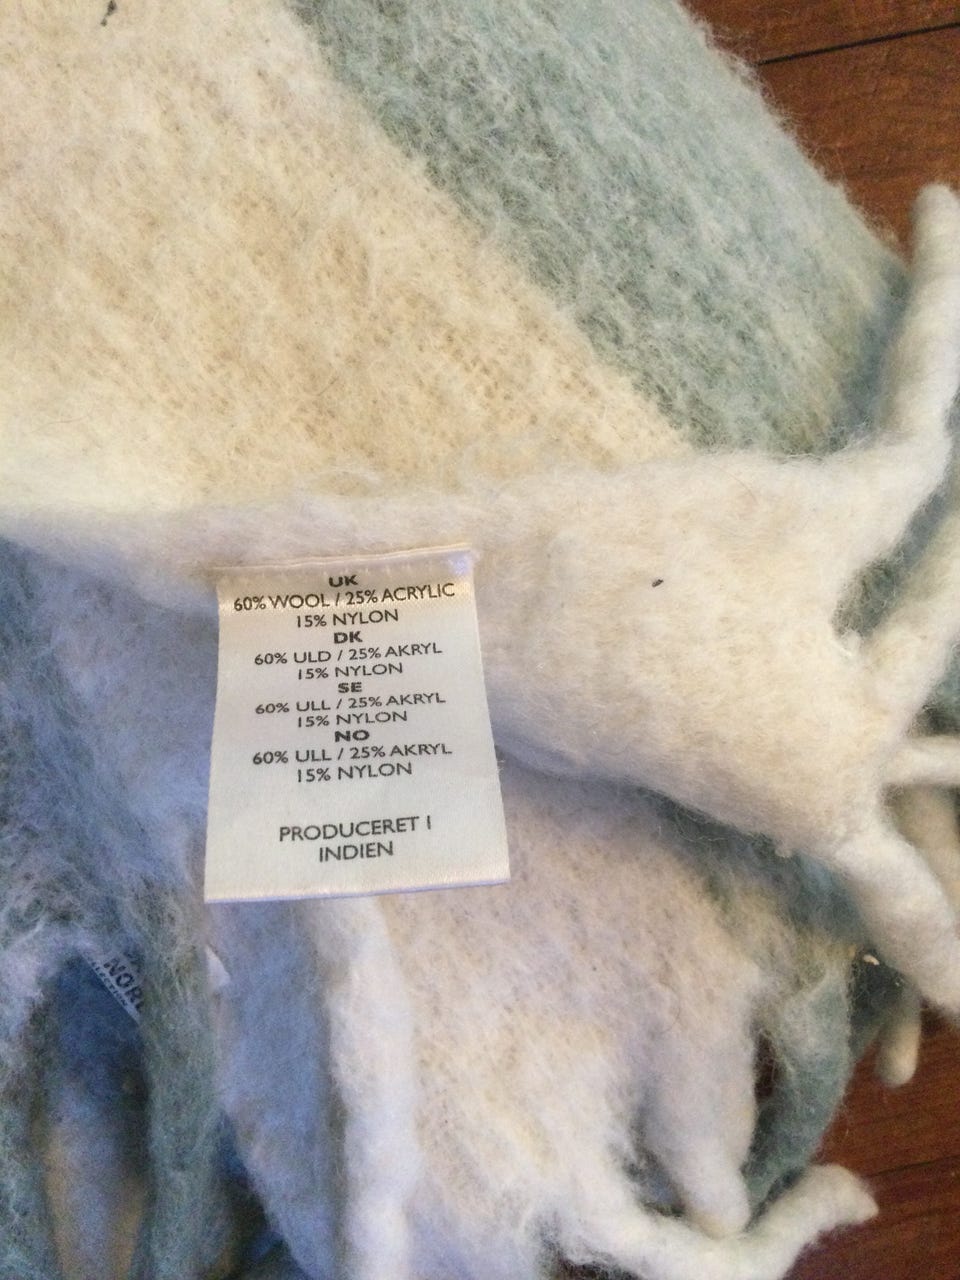 UK
60% WOOL / 25% ACRYLIC
15% NYLON
DK
60% ULD / 25% AKRYL
15% NYLON
SE
60% ULL / 25% AKRYL
15% NYLON
NO
60% ULL / 25% AKRYL
15% NYLON
PRODUCERET I
INDIEN